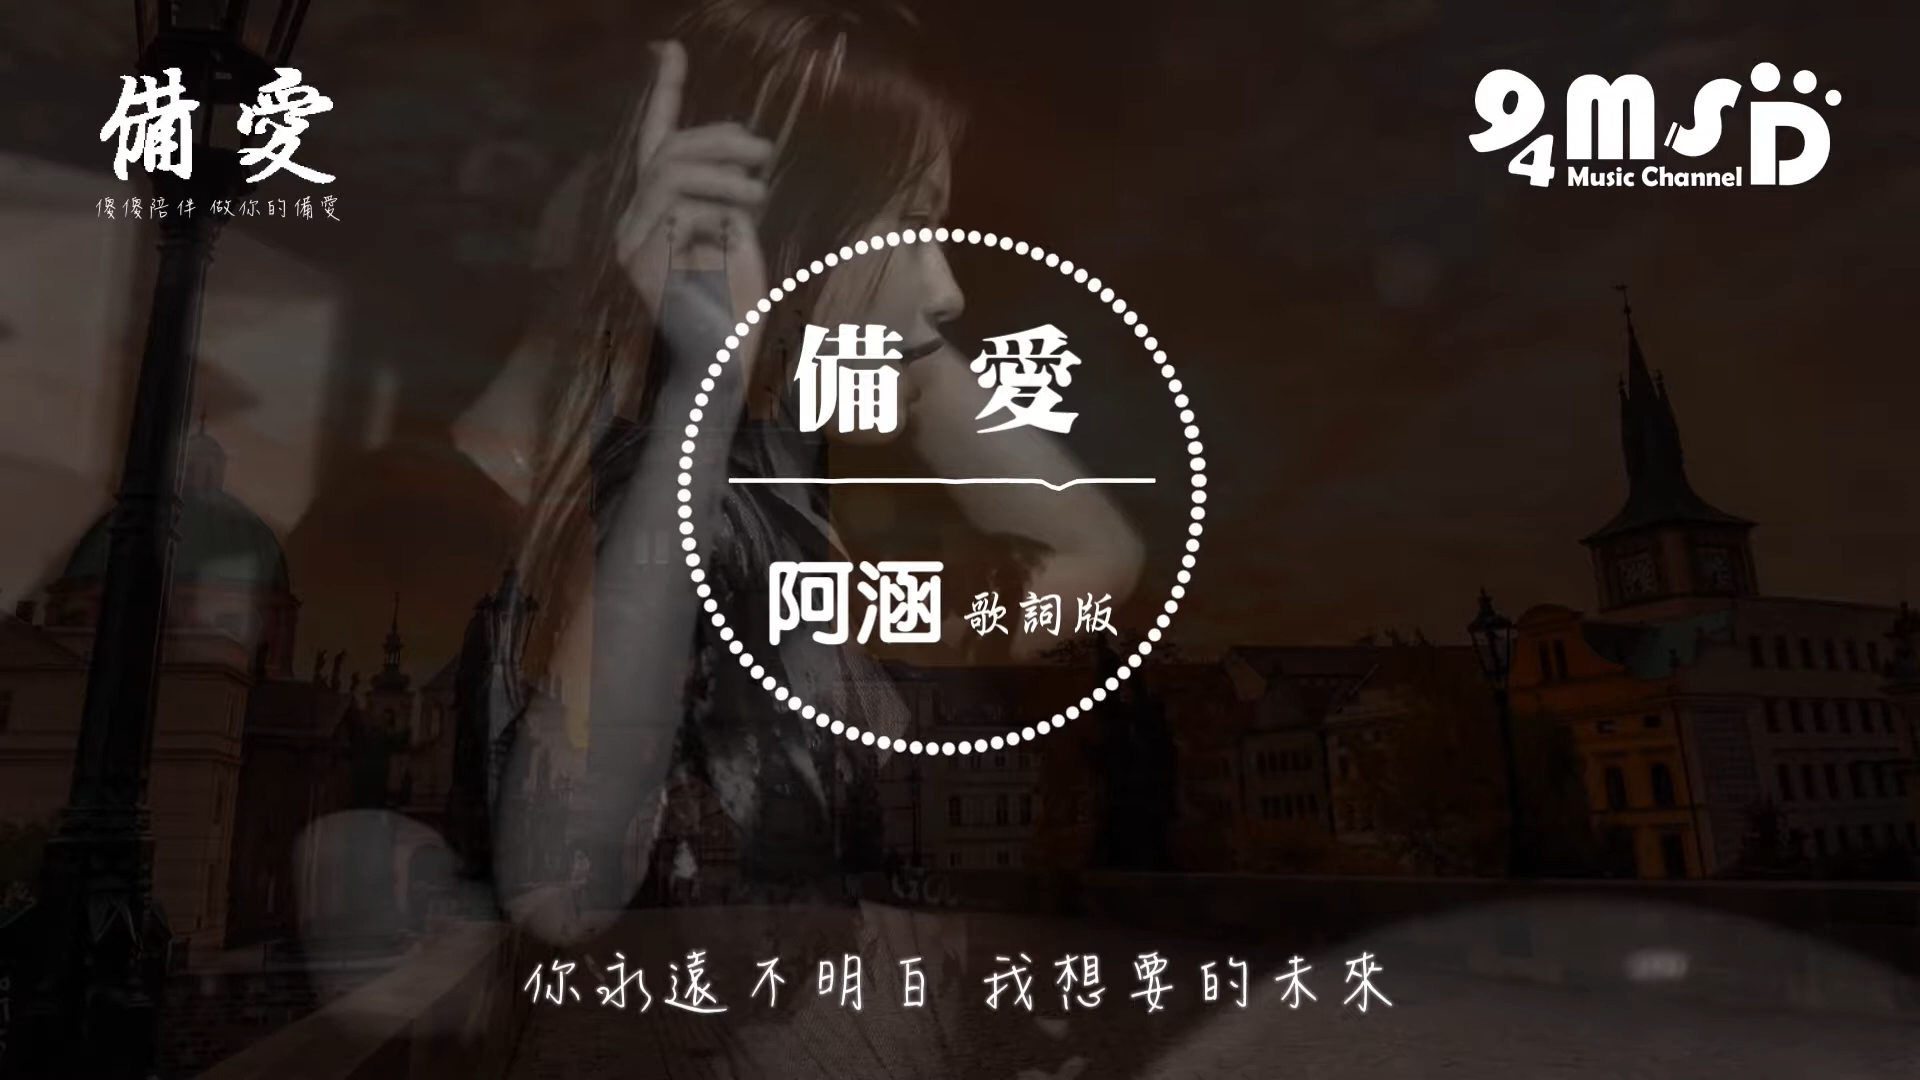 備愛
傻傻陪伴 做你的備愛
94MSD
Music Channel
備愛
阿涵 歌詞版
你永遠不明白 我想要的未來